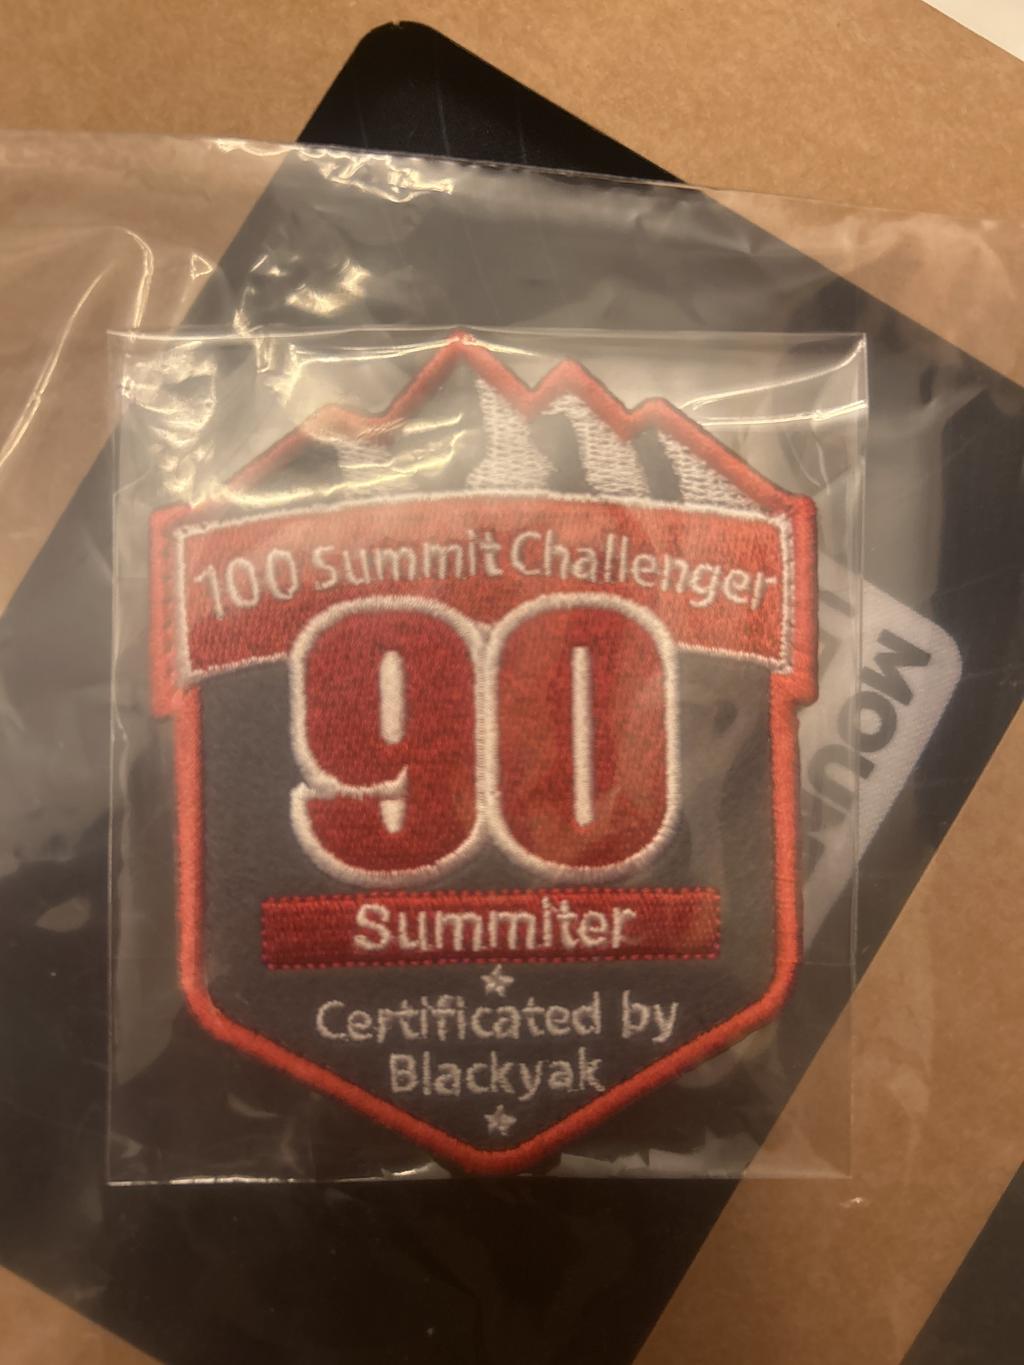 100 Summit Challenger
90
Summiter
Certificated by
Blackyak